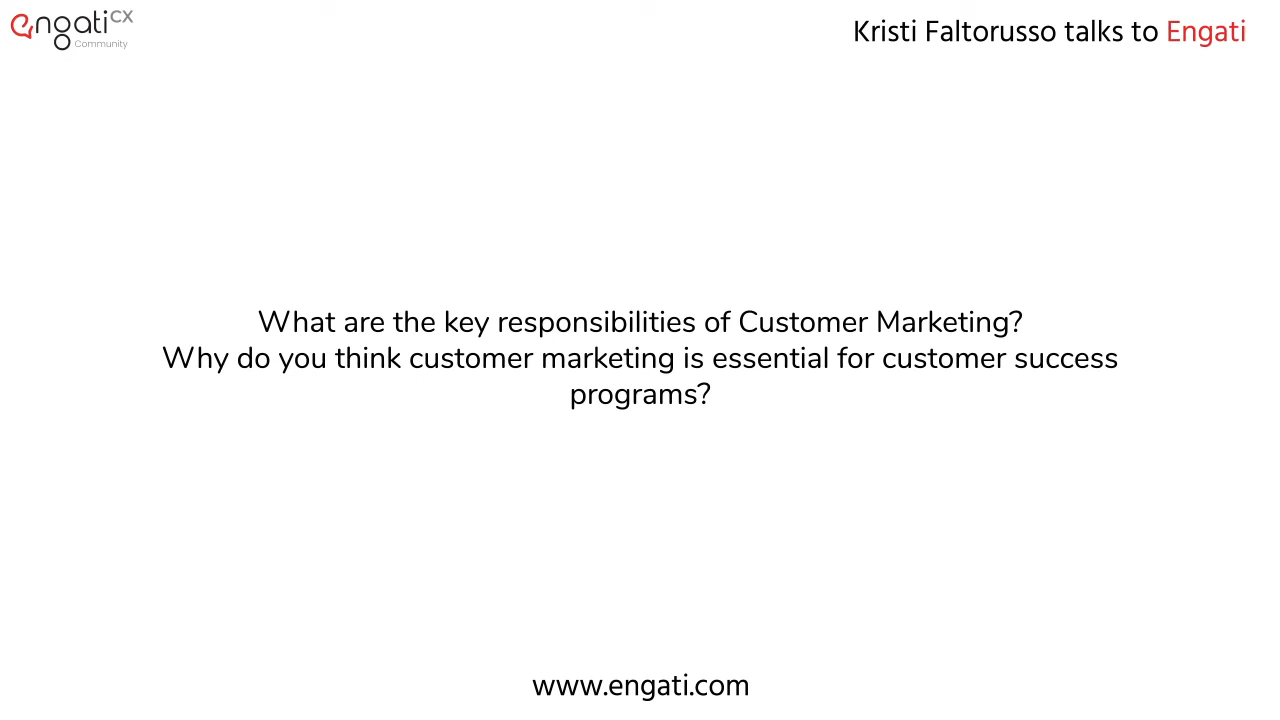 engati CX
Community
Kristi Faltorusso talks to Engati
What are the key responsibilities of Customer Marketing?
Why do you think customer marketing is essential for customer success
programs?
www.engati.com